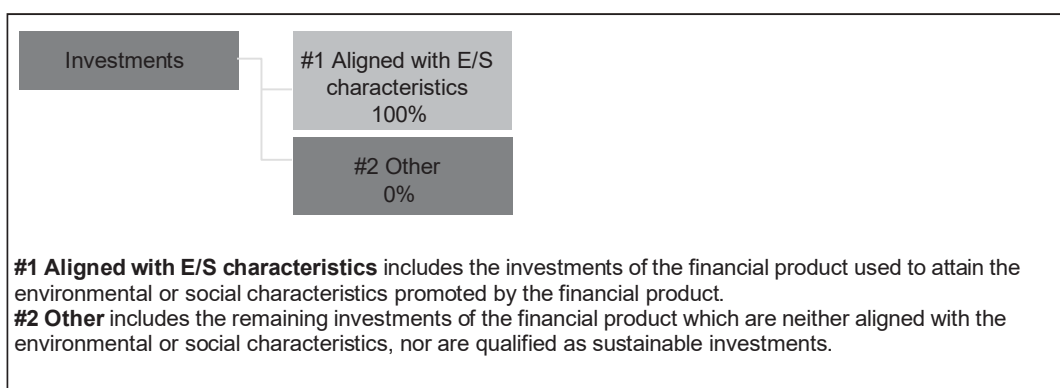 Investments
#1 Aligned with E/S
characteristics
100%
#2 Other
0%
#1 Aligned with E/S characteristics includes the investments of the financial product used to attain the
environmental or social characteristics promoted by the financial product.
#2 Other includes the remaining investments of the financial product which are neither aligned with the
environmental or social characteristics, nor are qualified as sustainable investments.